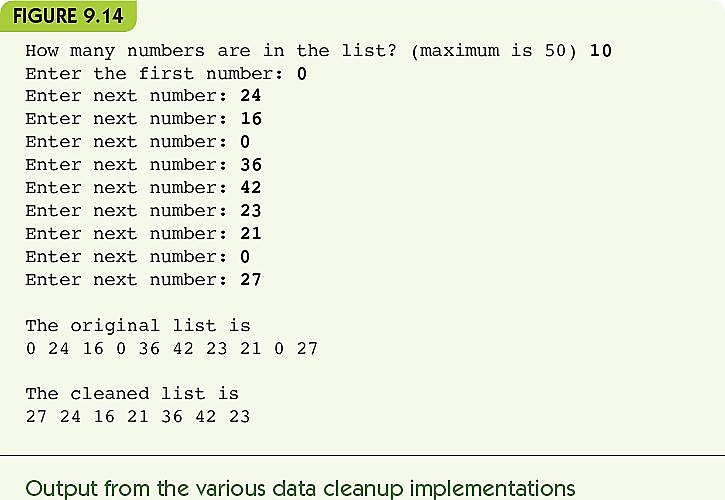 FIGURE 9.14
How many numbers are in the list? (maximum is 50) 10
Enter the first number: 0
Enter next number: 24
Enter next number: 16
Enter next number: 0
Enter next number: 36
Enter next number: 42
Enter next number: 23
Enter next number: 21
Enter next number: 0
Enter next number: 27
The original list is
0 24 16 0 36 42 23 21 0 27
The cleaned list is
27 24 16 21 36 42 23
Output from the various data cleanup implementations